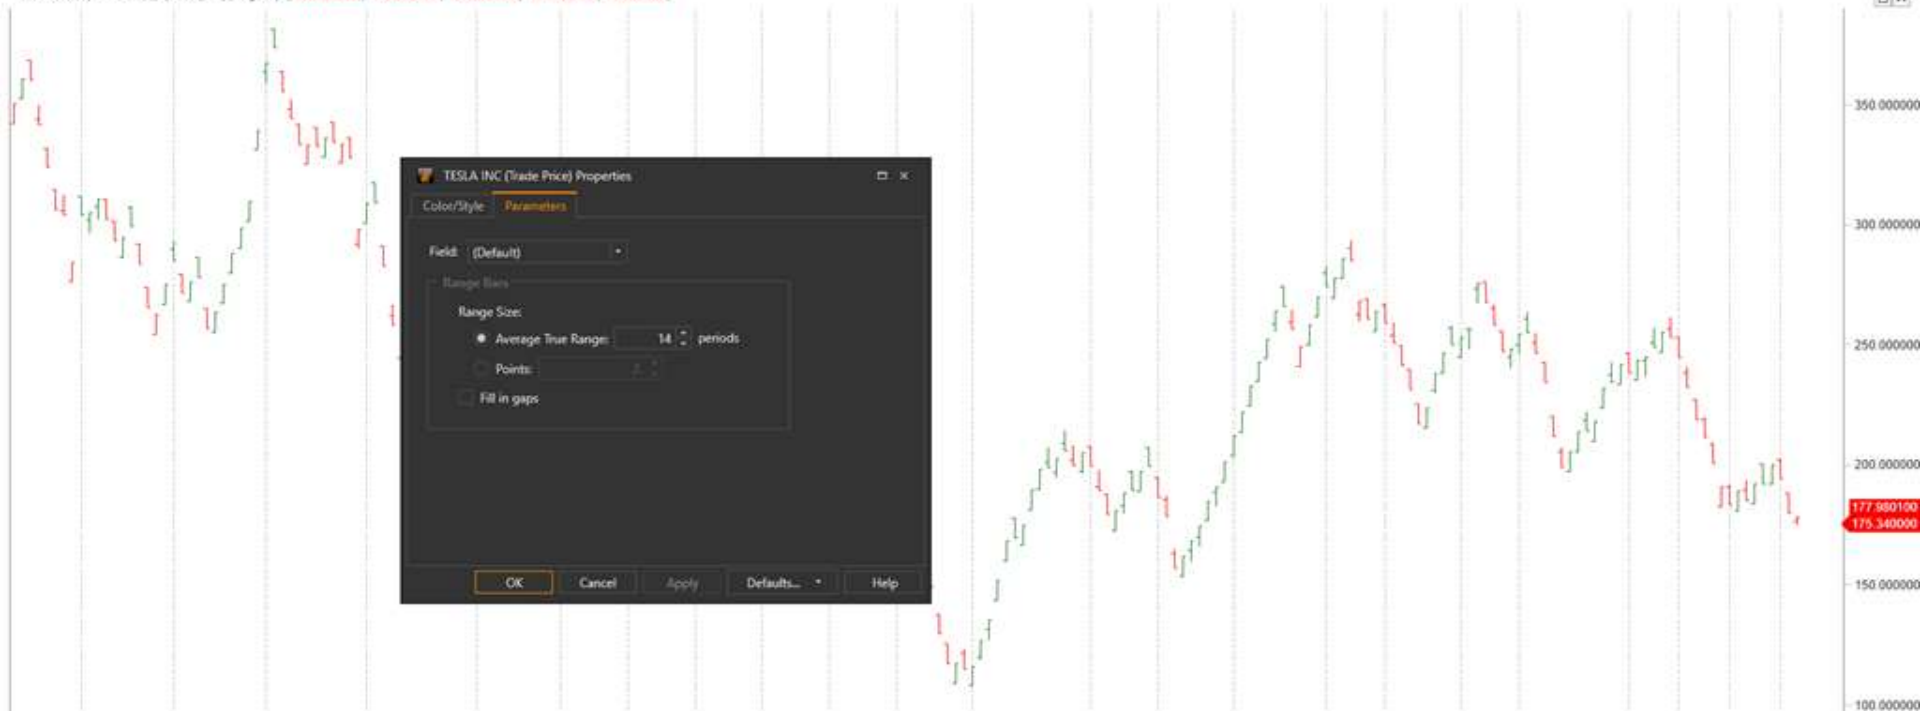 350.000000
TESLA INC (Trade Price) Properties
Color/Style Parameters
300.000000
Field: (Default)
Range Bars
Range Size:
Average True Range: 14 periods
250.000000
Points:
Fill in gaps
200.000000
177.980100
175.340000
OK Cancel Apply Defaults... Help
150.000000
100.000000